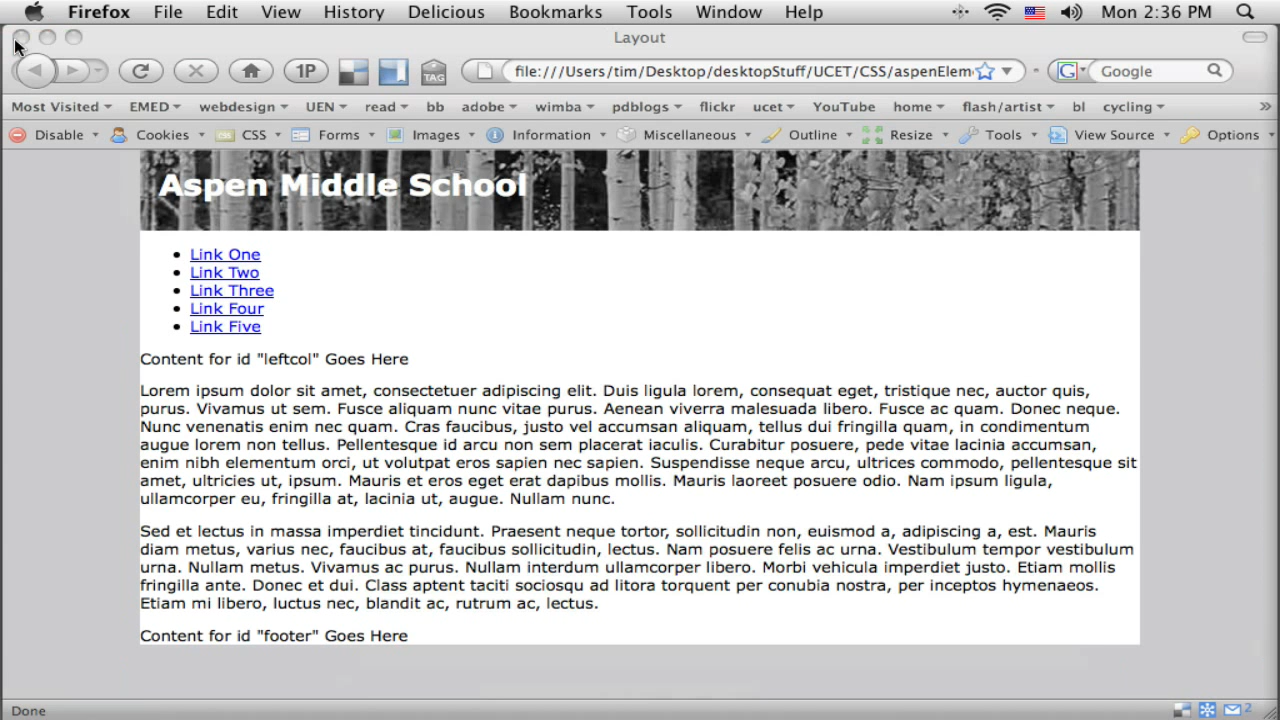 Firefox File Edit View History Delicious Bookmarks Tools Window Help Mon 2:36 PM
Layout
1P TAG file:///Users/tim/Desktop/desktopStuff/UCET/CSS/aspenElem G Google
Most Visited EMED webdesign UEN read bb adobe wimba pdblogs flickr ucet YouTube home flash/artist bl cycling »
Disable Cookies CSS Forms Images Information Miscellaneous Outline Resize Tools View Source Options
Aspen Middle School
• Link One
• Link Two
• Link Three
• Link Four
• Link Five
Content for id "leftcol" Goes Here
Lorem ipsum dolor sit amet, consectetuer adipiscing elit. Duis ligula lorem, consequat eget, tristique nec, auctor quis,
purus. Vivamus ut sem. Fusce aliquam nunc vitae purus. Aenean viverra malesuada libero. Fusce ac quam. Donec neque.
Nunc venenatis enim nec quam. Cras faucibus, justo vel accumsan aliquam, tellus dui fringilla quam, in condimentum
augue lorem non tellus. Pellentesque id arcu non sem placerat iaculis. Curabitur posuere, pede vitae lacinia accumsan,
enim nibh elementum orci, ut volutpat eros sapien nec sapien. Suspendisse neque arcu, ultrices commodo, pellentesque sit
amet, ultricies ut, ipsum. Mauris et eros eget erat dapibus mollis. Mauris laoreet posuere odio. Nam ipsum ligula,
ullamcorper eu, fringilla at, lacinia ut, augue. Nullam nunc.
Sed et lectus in massa imperdiet tincidunt. Praesent neque tortor, sollicitudin non, euismod a, adipiscing a, est. Mauris
diam metus, varius nec, faucibus at, faucibus sollicitudin, lectus. Nam posuere felis ac urna. Vestibulum tempor vestibulum
urna. Nullam metus. Vivamus ac purus. Nullam interdum ullamcorper libero. Morbi vehicula imperdiet justo. Etiam mollis
fringilla ante. Donec et dui. Class aptent taciti sociosqu ad litora torquent per conubia nostra, per inceptos hymenaeos.
Etiam mi libero, luctus nec, blandit ac, rutrum ac, lectus.
Content for id "footer" Goes Here
Done 2